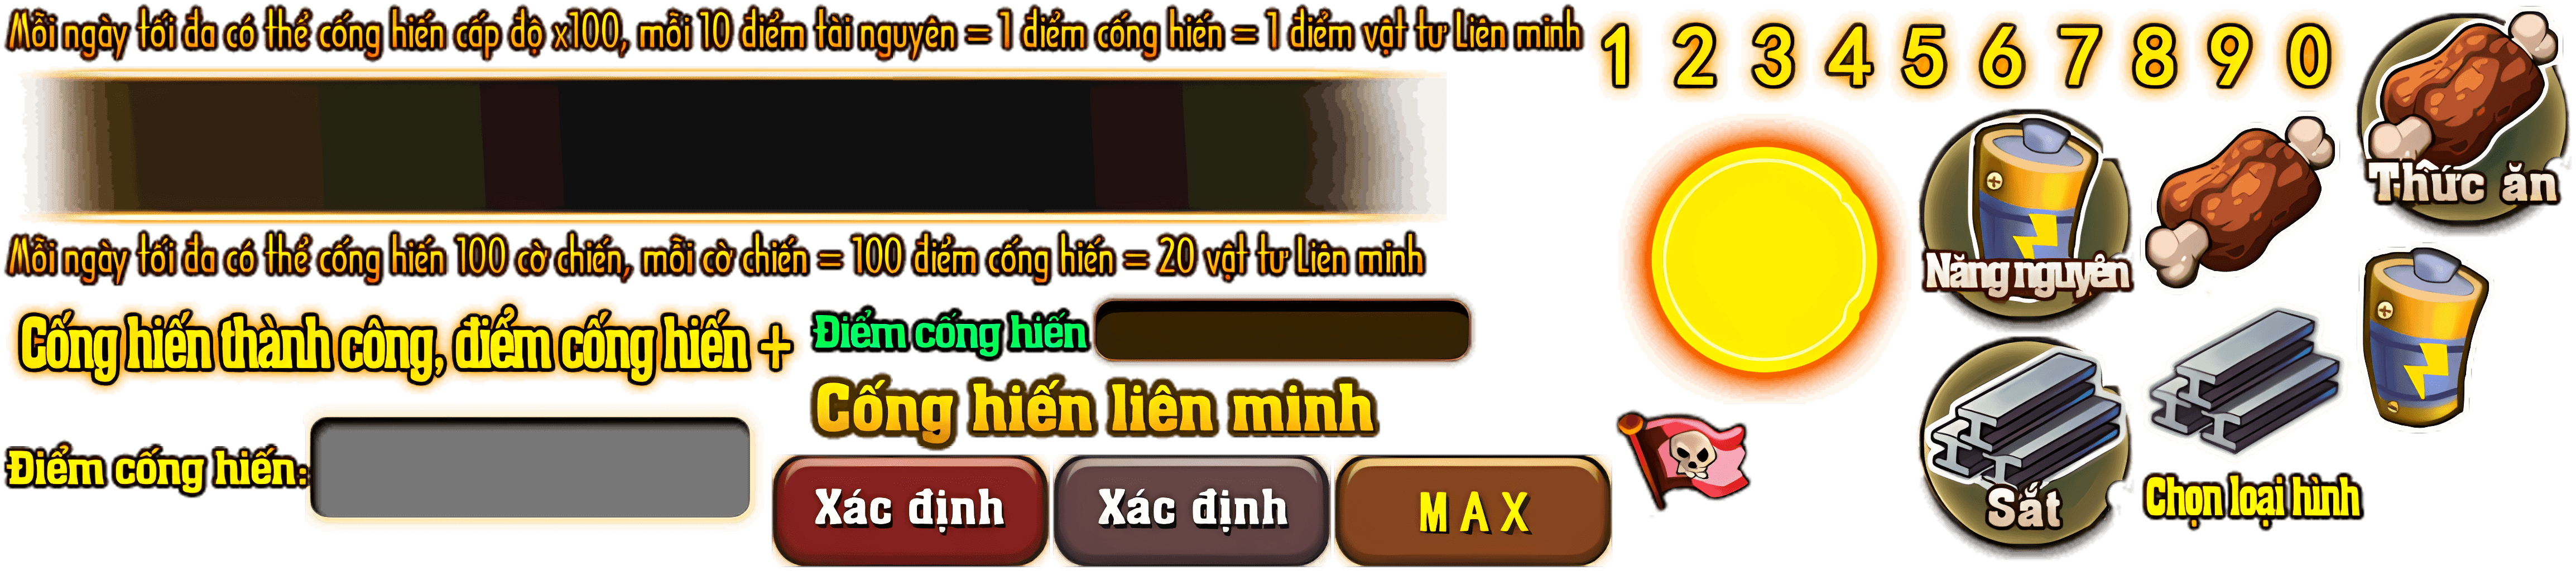 Mỗi ngày tối đa có thể cống hiến cấp độ x100, mỗi 10 điểm tài nguyên = 1 điểm cống hiến = 1 điểm vật tư Liên minh
1 2 3 4 5 6 7 8 9 0
Thức ăn
Mỗi ngày tối đa có thể cống hiến 100 cờ chiến, mỗi cờ chiến = 100 điểm cống hiến = 20 vật tư Liên minh
Năng nguyên
Cống hiến thành công, điểm cống hiến +
Điểm cống hiến
Cống hiến liên minh
Điểm cống hiến:
Xác định
Xác định
MAX
Sắt
Chọn loại hình